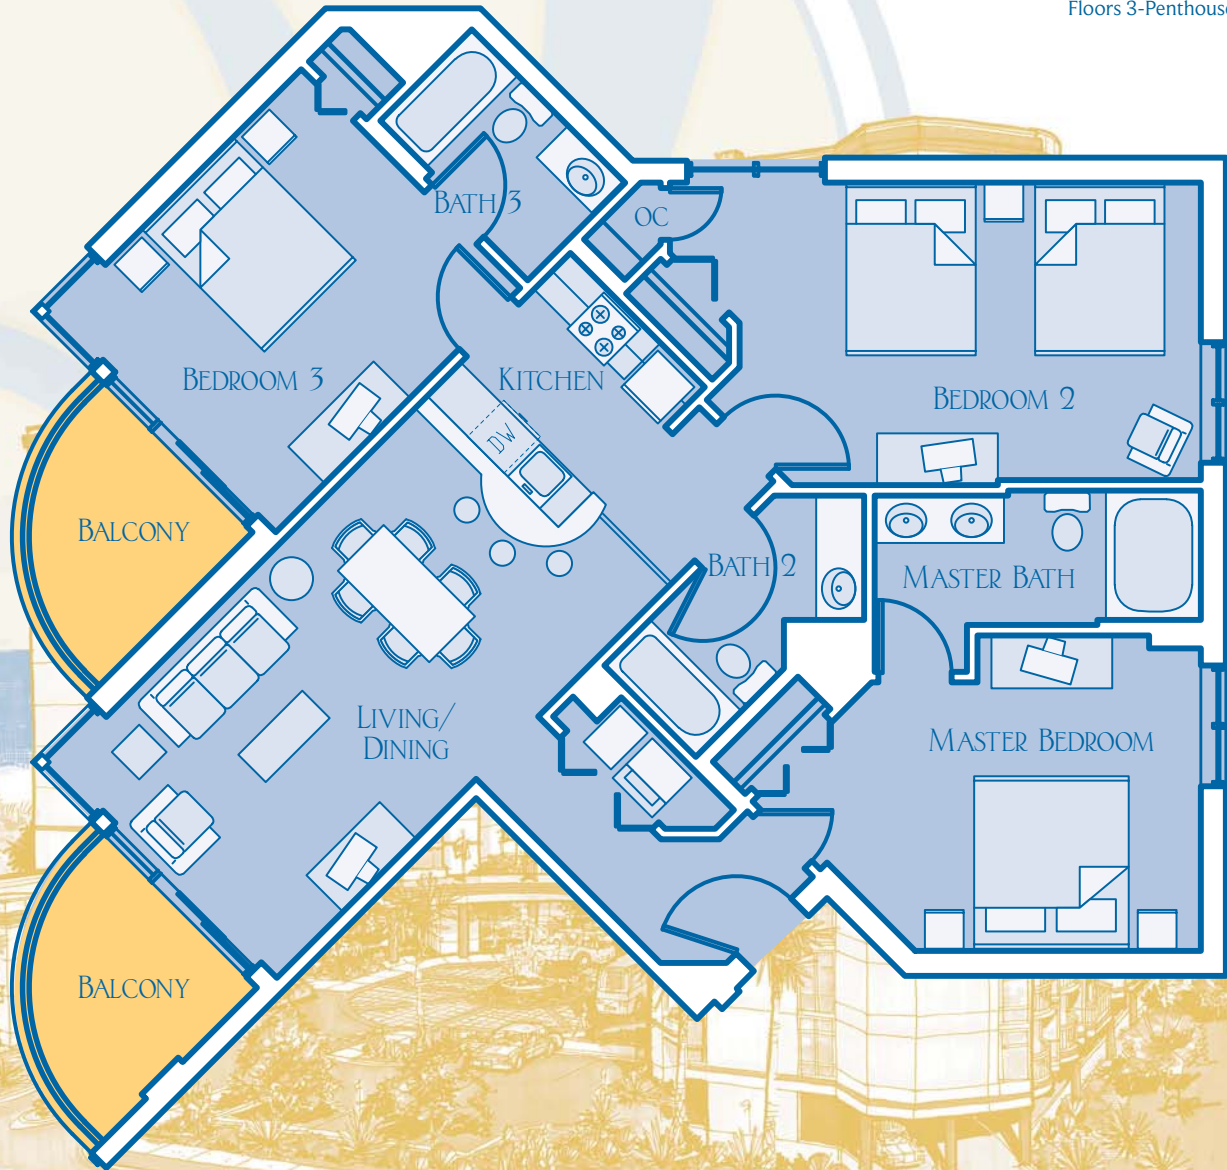 Floors 3-Penthouse
BATH 3
OC
BEDROOM 3
KITCHEN
BEDROOM 2
DW
BALCONY
BATH 2
MASTER BATH
LIVING/
DINING
MASTER BEDROOM
BALCONY